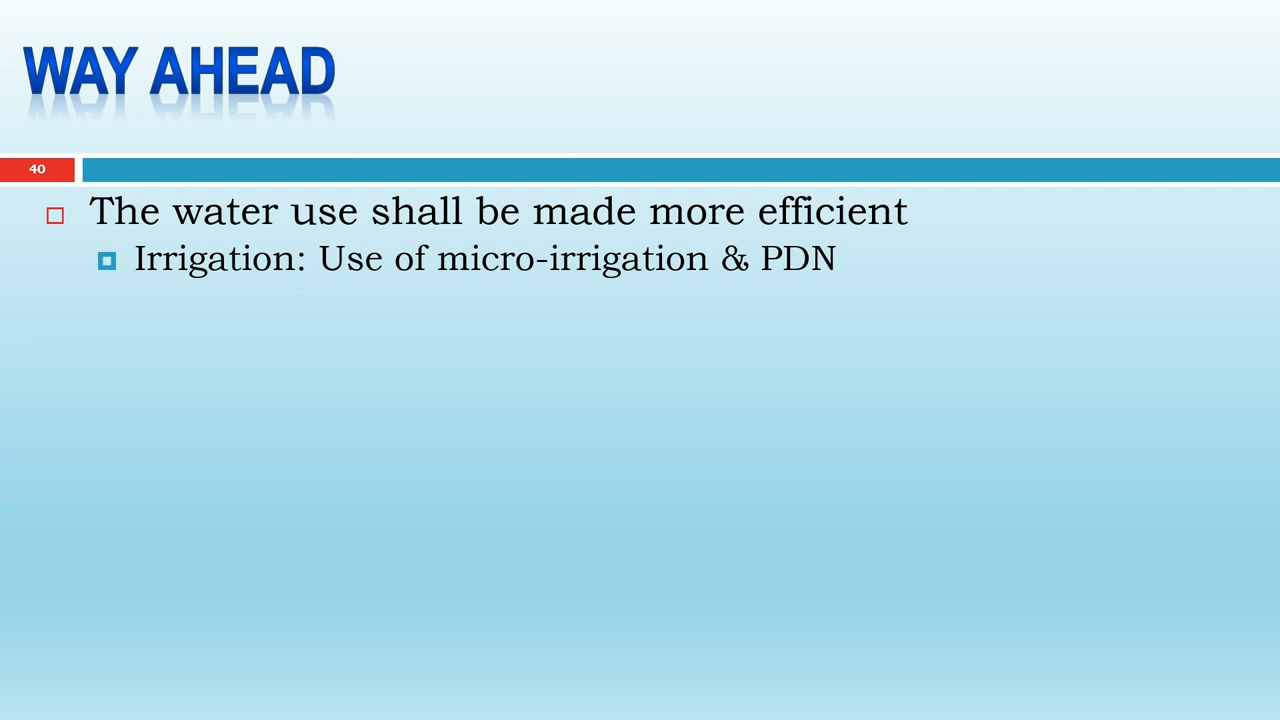 WAY AHEAD
40
The water use shall be made more efficient
Irrigation: Use of micro-irrigation & PDN